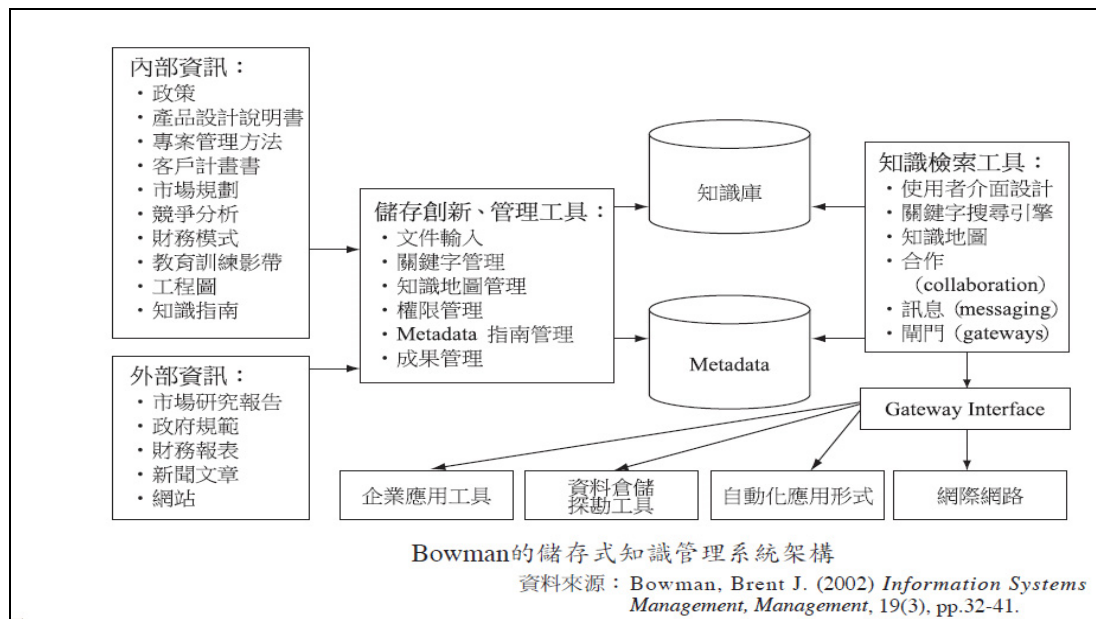 內部資訊：
・政策
・產品設計說明書
・專案管理方法
・客戶計畫書
・市場規劃
・競爭分析
・財務模式
・教育訓練影帶
・工程圖
・知識指南
外部資訊：
・市場研究報告
・政府規範
・財務報表
・新聞文章
・網站
儲存創新、管理工具：
・文件輸入
・關鍵字管理
・知識地圖管理
・權限管理
・Metadata 指南管理
・成果管理
知識庫
Metadata
知識檢索工具：
・使用者介面設計
・關鍵字搜尋引擎
・知識地圖
・合作
（collaboration）
・訊息 (messaging)
・閘門 (gateways)
Gateway Interface
企業應用工具
資料倉儲
探勘工具
自動化應用形式
網際網路
Bowman的儲存式知識管理系統架構
資料來源：Bowman, Brent J. (2002) Information Systems
Management, Management, 19(3), pp.32-41.